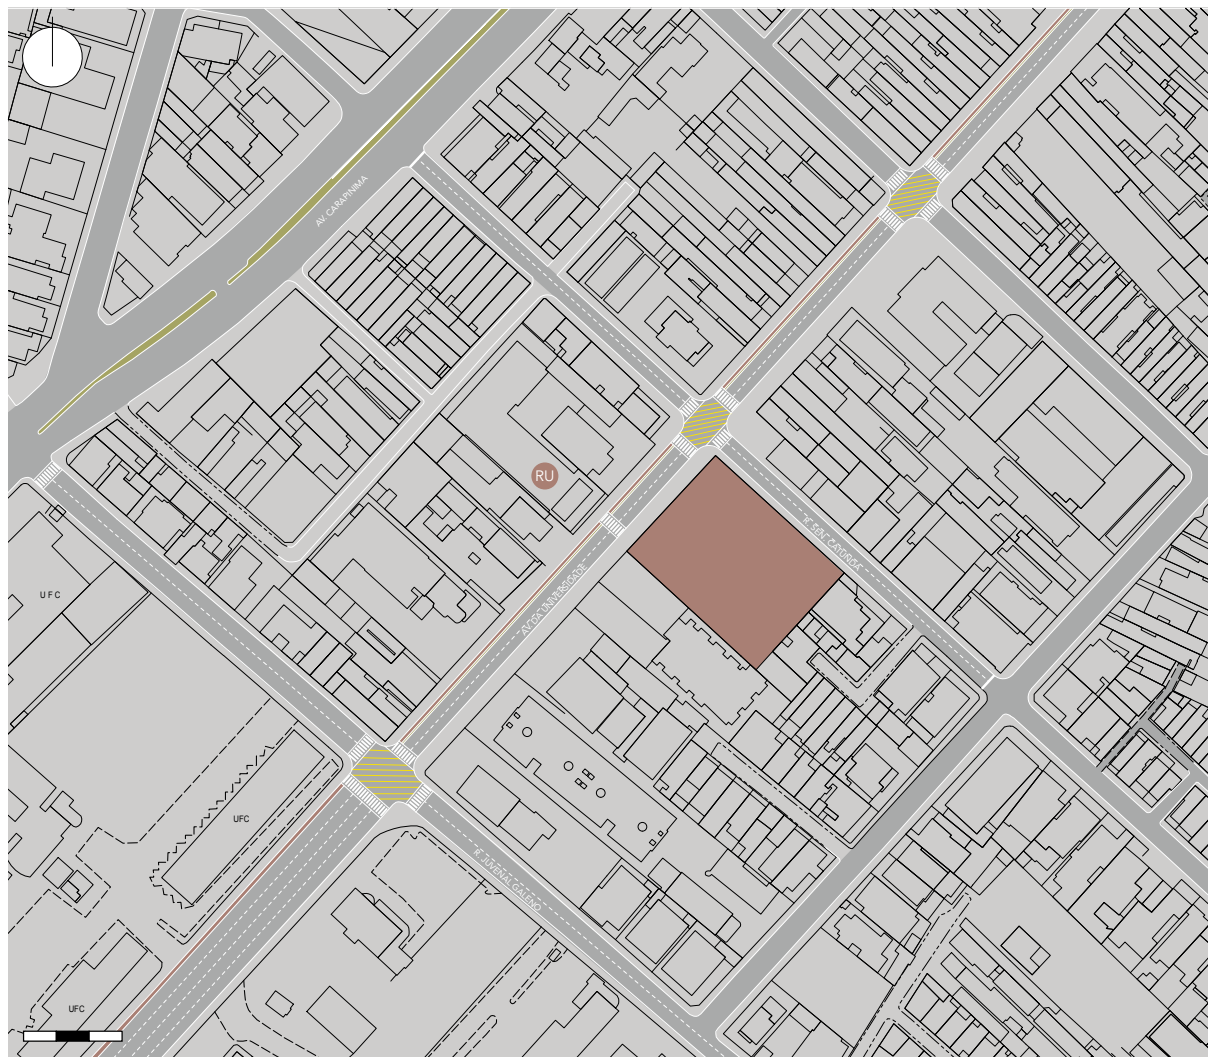 AV. CARAPINIMA
RU
R. SEN. CATUNDA
AV. DA UNIVERSIDADE
UFC
UFC
R. JUVENAL GALENO
UFC